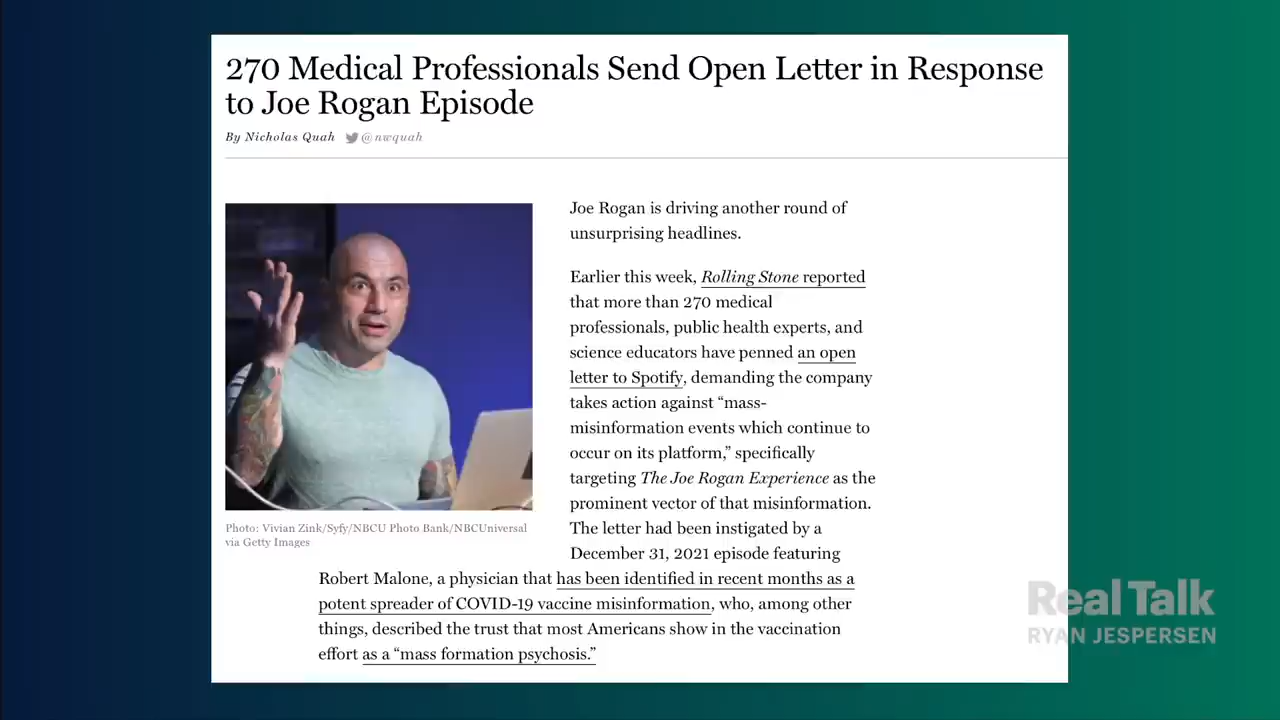 270 Medical Professionals Send Open Letter in Response
to Joe Rogan Episode
By Nicholas Quah @nwquah
Joe Rogan is driving another round of
unsurprising headlines.
Earlier this week, Rolling Stone reported
that more than 270 medical
professionals, public health experts, and
science educators have penned an open
letter to Spotify, demanding the company
takes action against “mass-
misinformation events which continue to
occur on its platform,” specifically
targeting The Joe Rogan Experience as the
prominent vector of that misinformation.
The letter had been instigated by a
December 31, 2021 episode featuring
Robert Malone, a physician that has been identified in recent months as a
potent spreader of COVID-19 vaccine misinformation, who, among other
things, described the trust that most Americans show in the vaccination
effort as a “mass formation psychosis.”
Photo: Vivian Zink/Syfy/NBCU Photo Bank/NBCUniversal
via Getty Images
Real Talk
RYAN JESPERSEN